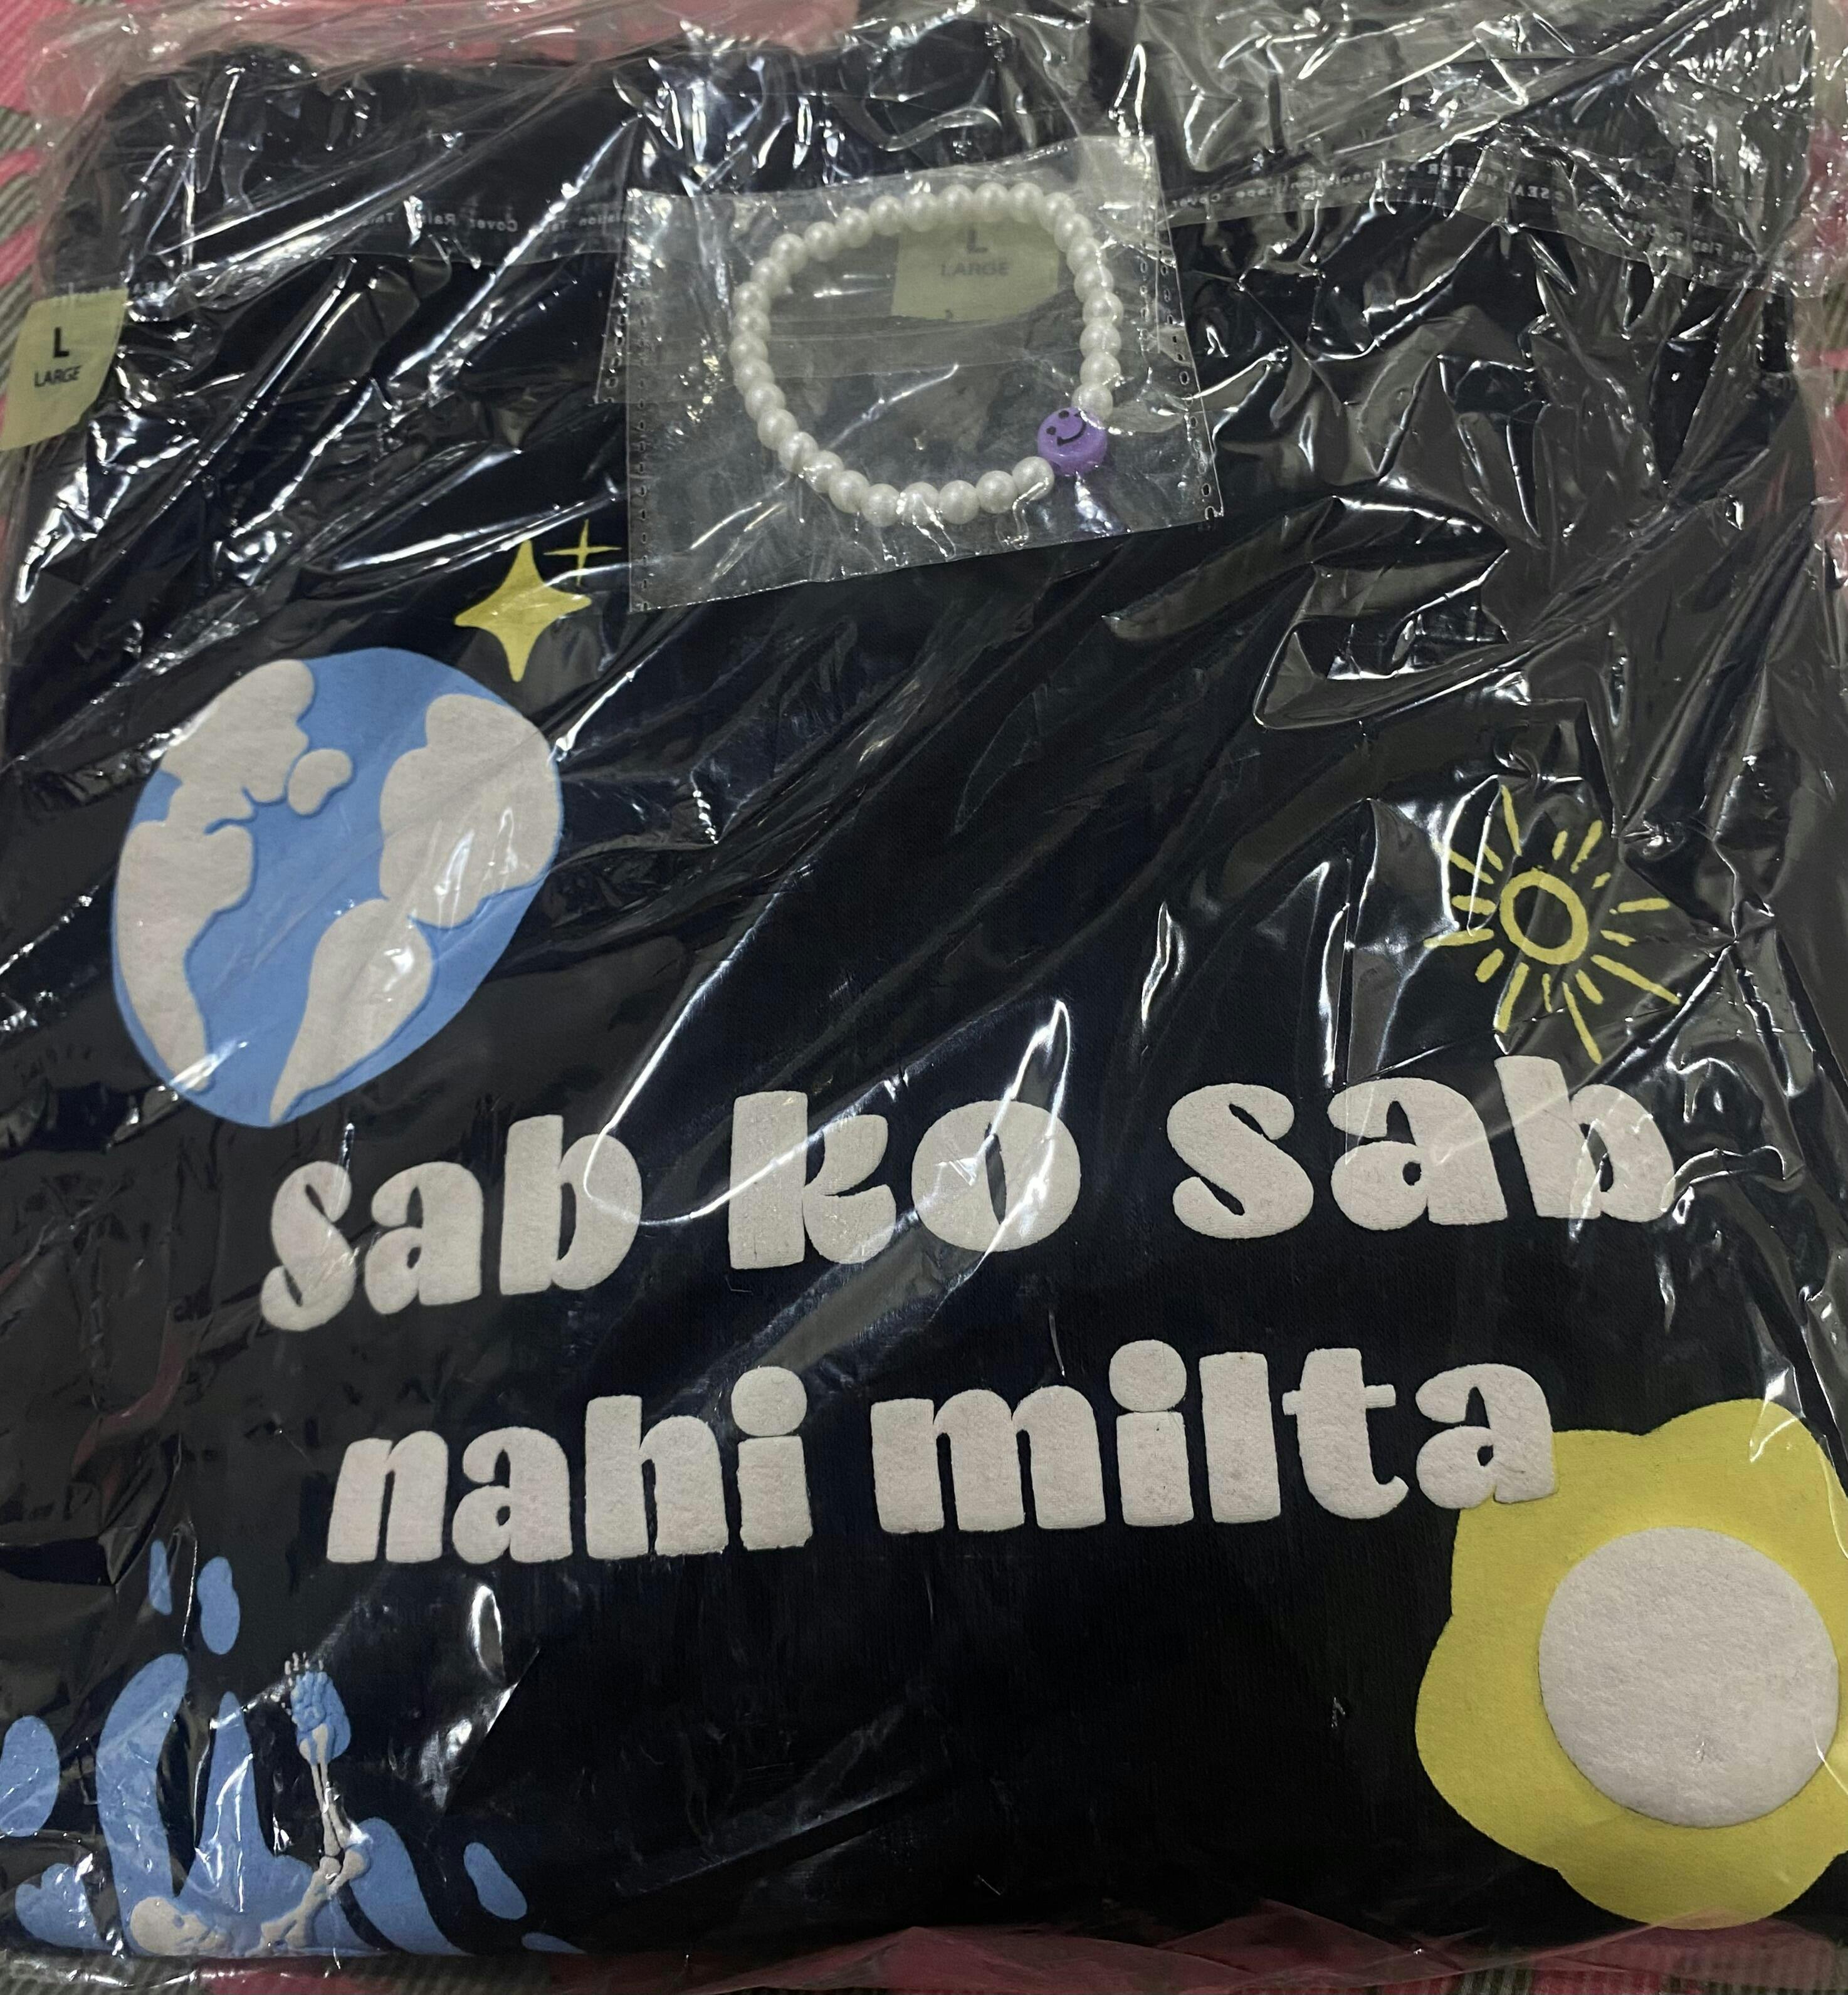 L
LARGE
L
LARGE
sab ko sab
nahi milta